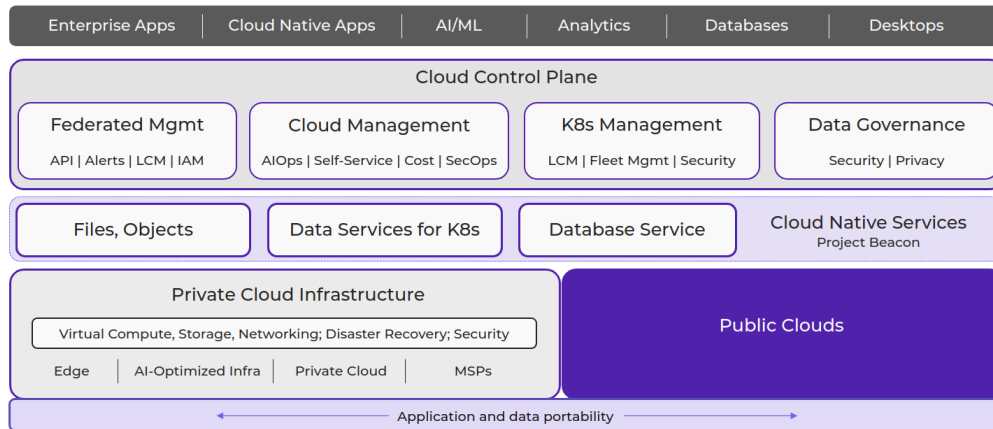 Enterprise Apps | Cloud Native Apps | AI/ML | Analytics | Databases | Desktops
Cloud Control Plane
Federated Mgmt
API | Alerts | LCM | IAM
Cloud Management
AIOps | Self-Service | Cost | SecOps
K8s Management
LCM | Fleet Mgmt | Security
Data Governance
Security | Privacy
Files, Objects
Data Services for K8s
Database Service
Cloud Native Services
Project Beacon
Private Cloud Infrastructure
Virtual Compute, Storage, Networking; Disaster Recovery; Security
Edge | AI-Optimized Infra | Private Cloud | MSPs
Public Clouds
Application and data portability